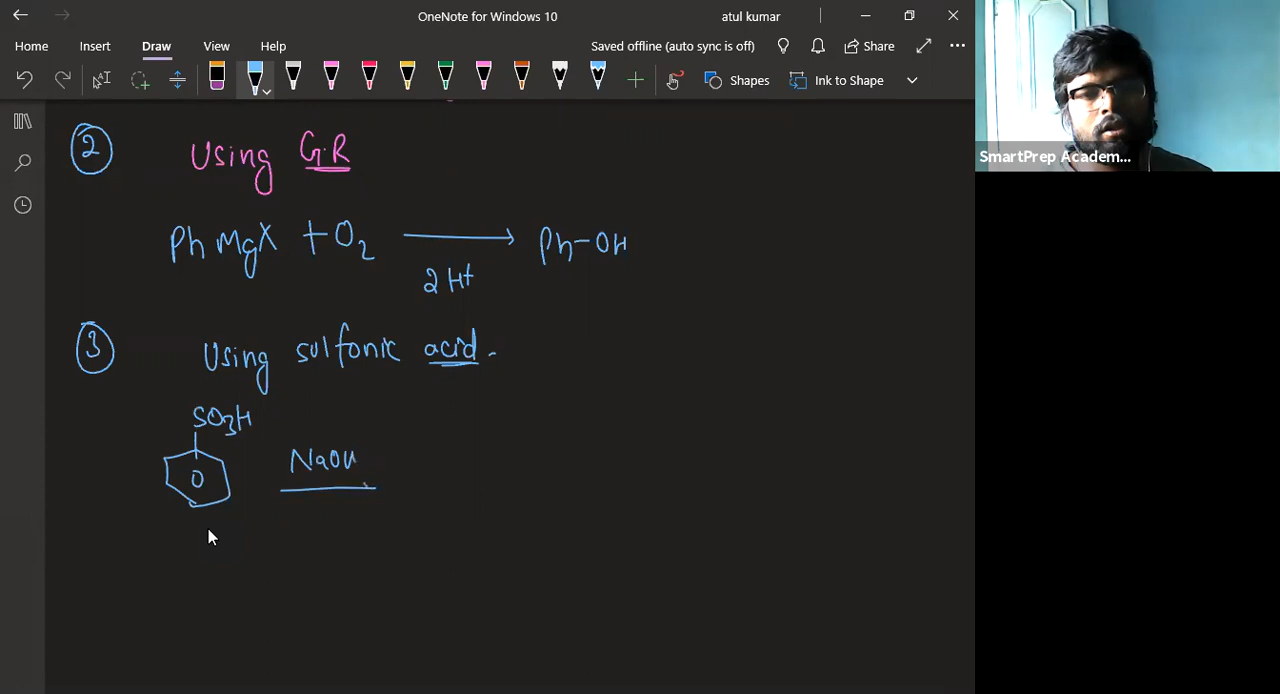 OneNote for Windows 10
atul kumar
Home Insert Draw View Help
Saved offline (auto sync is off)
Share
Shapes
Ink to Shape
SmartPrep Academ...
2 Using G.R
PhMgX + O2 Ph-OH
2H+
3 Using sulfonic acid.
SO3H
NaOH